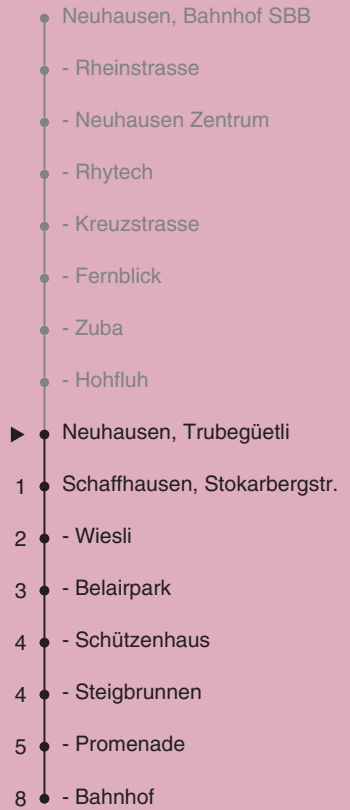 Neuhausen, Bahnhof SBB
- Rheinstrasse
- Neuhausen Zentrum
- Rhytech
- Kreuzstrasse
- Fernblick
- Zuba
- Hohfluh
Neuhausen, Trubegüetli
1 Schaffhausen, Stokarbergstr.
2 - Wiesli
3 - Belairpark
4 - Schützenhaus
4 - Steigbrunnen
5 - Promenade
8 - Bahnhof